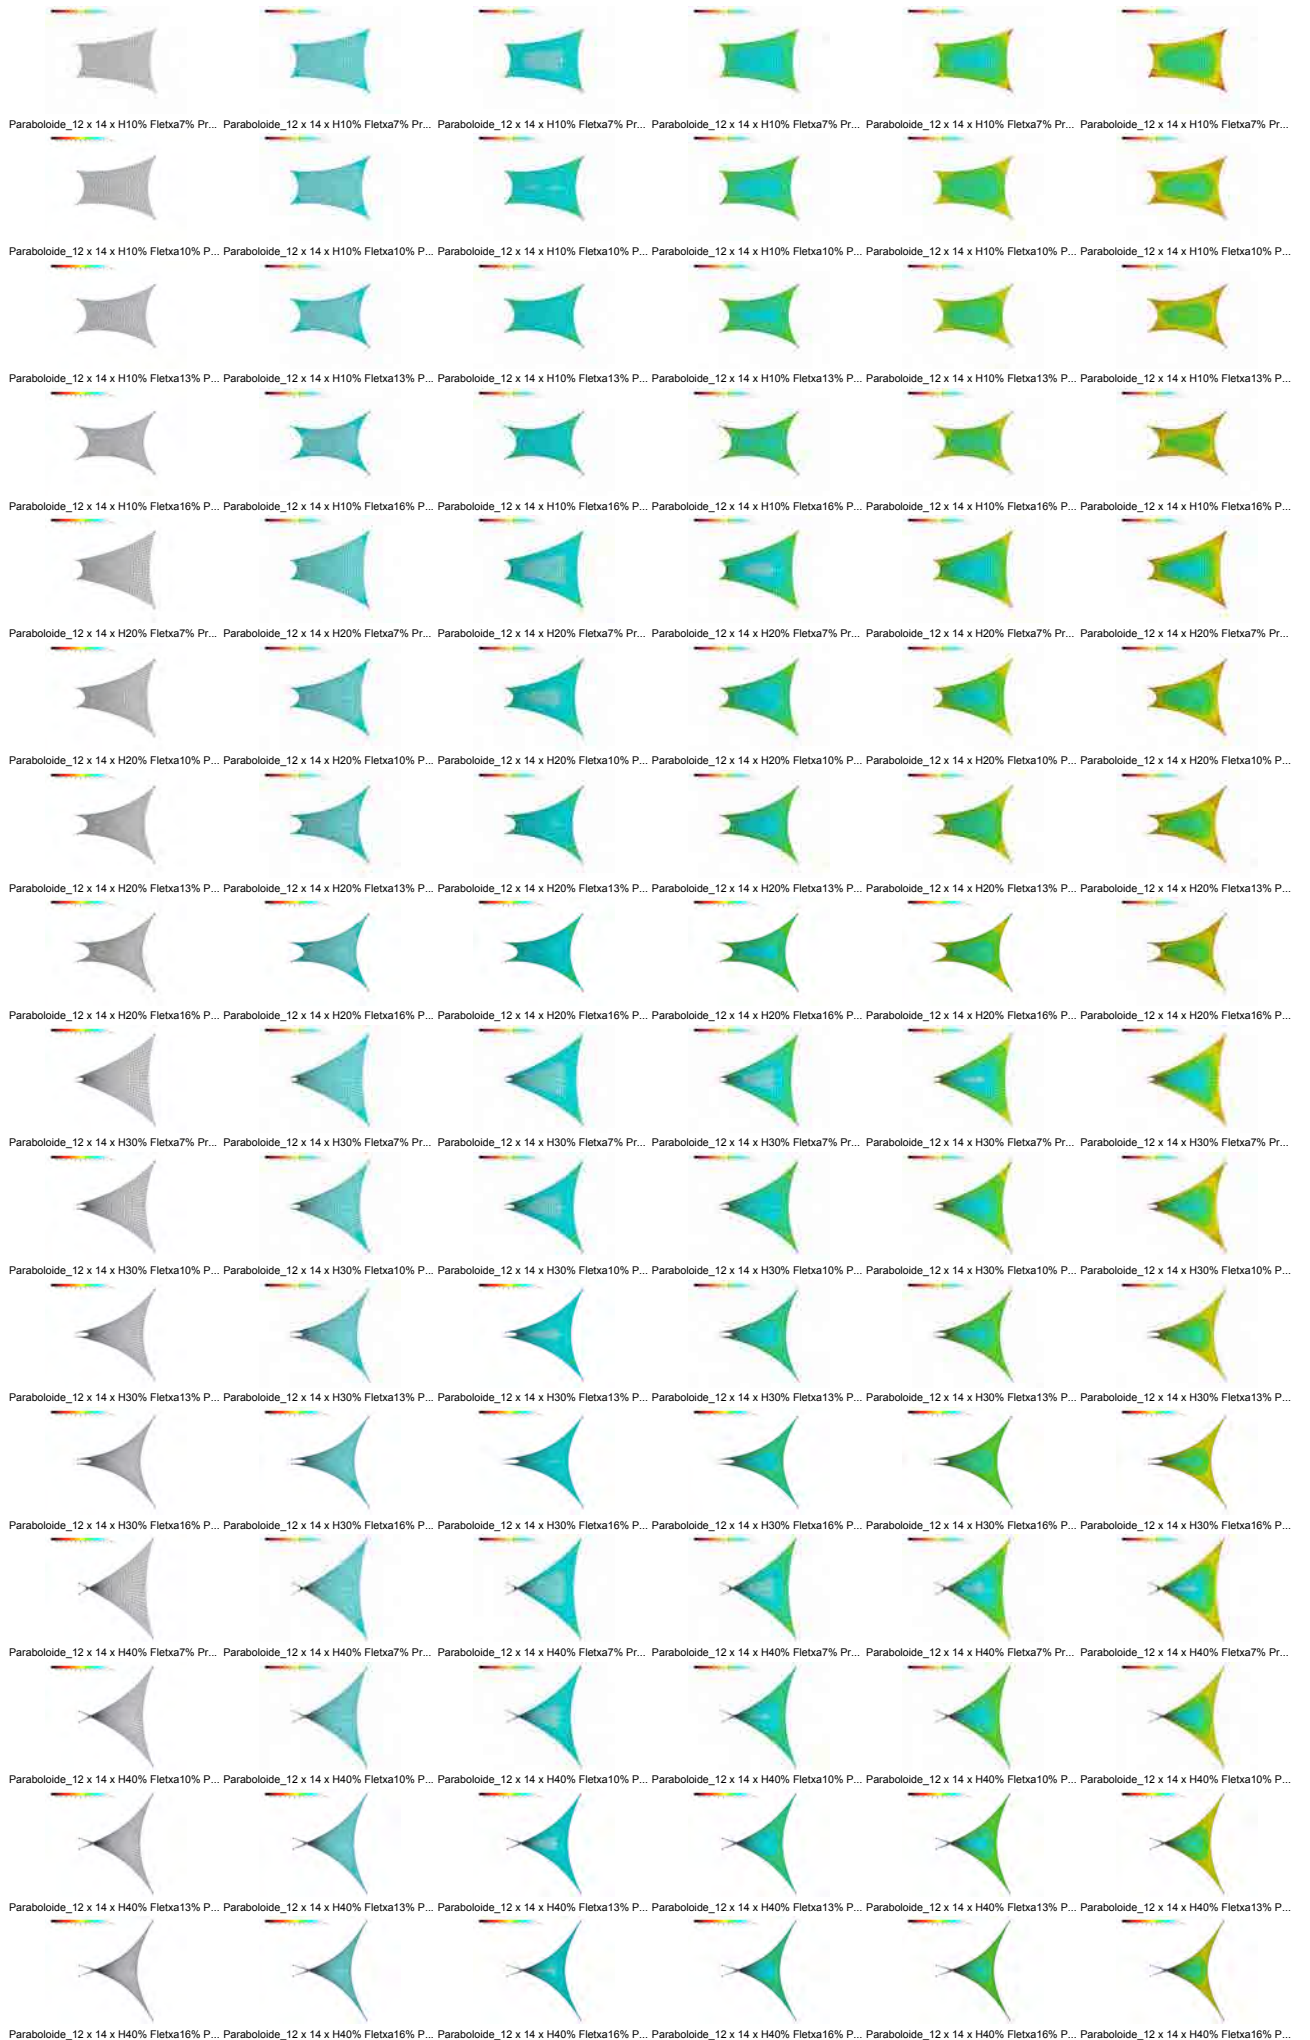 Paraboloide_12 x 14 x H10% Fletxa7% Pr... Paraboloide_12 x 14 x H10% Fletxa7% Pr... Paraboloide_12 x 14 x H10% Fletxa7% Pr... Paraboloide_12 x 14 x H10% Fletxa7% Pr... Paraboloide_12 x 14 x H10% Fletxa7% Pr... Paraboloide_12 x 14 x H10% Fletxa7% Pr...
Paraboloide_12 x 14 x H10% Fletxa10% P... Paraboloide_12 x 14 x H10% Fletxa10% P... Paraboloide_12 x 14 x H10% Fletxa10% P... Paraboloide_12 x 14 x H10% Fletxa10% P... Paraboloide_12 x 14 x H10% Fletxa10% P... Paraboloide_12 x 14 x H10% Fletxa10% P...
Paraboloide_12 x 14 x H10% Fletxa13% P... Paraboloide_12 x 14 x H10% Fletxa13% P... Paraboloide_12 x 14 x H10% Fletxa13% P... Paraboloide_12 x 14 x H10% Fletxa13% P... Paraboloide_12 x 14 x H10% Fletxa13% P... Paraboloide_12 x 14 x H10% Fletxa13% P...
Paraboloide_12 x 14 x H10% Fletxa16% P... Paraboloide_12 x 14 x H10% Fletxa16% P... Paraboloide_12 x 14 x H10% Fletxa16% P... Paraboloide_12 x 14 x H10% Fletxa16% P... Paraboloide_12 x 14 x H10% Fletxa16% P... Paraboloide_12 x 14 x H10% Fletxa16% P...
Paraboloide_12 x 14 x H20% Fletxa7% Pr... Paraboloide_12 x 14 x H20% Fletxa7% Pr... Paraboloide_12 x 14 x H20% Fletxa7% Pr... Paraboloide_12 x 14 x H20% Fletxa7% Pr... Paraboloide_12 x 14 x H20% Fletxa7% Pr... Paraboloide_12 x 14 x H20% Fletxa7% Pr...
Paraboloide_12 x 14 x H20% Fletxa10% P... Paraboloide_12 x 14 x H20% Fletxa10% P... Paraboloide_12 x 14 x H20% Fletxa10% P... Paraboloide_12 x 14 x H20% Fletxa10% P... Paraboloide_12 x 14 x H20% Fletxa10% P... Paraboloide_12 x 14 x H20% Fletxa10% P...
Paraboloide_12 x 14 x H20% Fletxa13% P... Paraboloide_12 x 14 x H20% Fletxa13% P... Paraboloide_12 x 14 x H20% Fletxa13% P... Paraboloide_12 x 14 x H20% Fletxa13% P... Paraboloide_12 x 14 x H20% Fletxa13% P... Paraboloide_12 x 14 x H20% Fletxa13% P...
Paraboloide_12 x 14 x H20% Fletxa16% P... Paraboloide_12 x 14 x H20% Fletxa16% P... Paraboloide_12 x 14 x H20% Fletxa16% P... Paraboloide_12 x 14 x H20% Fletxa16% P... Paraboloide_12 x 14 x H20% Fletxa16% P... Paraboloide_12 x 14 x H20% Fletxa16% P...
Paraboloide_12 x 14 x H30% Fletxa7% Pr... Paraboloide_12 x 14 x H30% Fletxa7% Pr... Paraboloide_12 x 14 x H30% Fletxa7% Pr... Paraboloide_12 x 14 x H30% Fletxa7% Pr... Paraboloide_12 x 14 x H30% Fletxa7% Pr... Paraboloide_12 x 14 x H30% Fletxa7% Pr...
Paraboloide_12 x 14 x H30% Fletxa10% P... Paraboloide_12 x 14 x H30% Fletxa10% P... Paraboloide_12 x 14 x H30% Fletxa10% P... Paraboloide_12 x 14 x H30% Fletxa10% P... Paraboloide_12 x 14 x H30% Fletxa10% P... Paraboloide_12 x 14 x H30% Fletxa10% P...
Paraboloide_12 x 14 x H30% Fletxa13% P... Paraboloide_12 x 14 x H30% Fletxa13% P... Paraboloide_12 x 14 x H30% Fletxa13% P... Paraboloide_12 x 14 x H30% Fletxa13% P... Paraboloide_12 x 14 x H30% Fletxa13% P... Paraboloide_12 x 14 x H30% Fletxa13% P...
Paraboloide_12 x 14 x H30% Fletxa16% P... Paraboloide_12 x 14 x H30% Fletxa16% P... Paraboloide_12 x 14 x H30% Fletxa16% P... Paraboloide_12 x 14 x H30% Fletxa16% P... Paraboloide_12 x 14 x H30% Fletxa16% P... Paraboloide_12 x 14 x H30% Fletxa16% P...
Paraboloide_12 x 14 x H40% Fletxa7% Pr... Paraboloide_12 x 14 x H40% Fletxa7% Pr... Paraboloide_12 x 14 x H40% Fletxa7% Pr... Paraboloide_12 x 14 x H40% Fletxa7% Pr... Paraboloide_12 x 14 x H40% Fletxa7% Pr... Paraboloide_12 x 14 x H40% Fletxa7% Pr...
Paraboloide_12 x 14 x H40% Fletxa10% P... Paraboloide_12 x 14 x H40% Fletxa10% P... Paraboloide_12 x 14 x H40% Fletxa10% P... Paraboloide_12 x 14 x H40% Fletxa10% P... Paraboloide_12 x 14 x H40% Fletxa10% P... Paraboloide_12 x 14 x H40% Fletxa10% P...
Paraboloide_12 x 14 x H40% Fletxa13% P... Paraboloide_12 x 14 x H40% Fletxa13% P... Paraboloide_12 x 14 x H40% Fletxa13% P... Paraboloide_12 x 14 x H40% Fletxa13% P... Paraboloide_12 x 14 x H40% Fletxa13% P... Paraboloide_12 x 14 x H40% Fletxa13% P...
Paraboloide_12 x 14 x H40% Fletxa16% P... Paraboloide_12 x 14 x H40% Fletxa16% P... Paraboloide_12 x 14 x H40% Fletxa16% P... Paraboloide_12 x 14 x H40% Fletxa16% P... Paraboloide_12 x 14 x H40% Fletxa16% P... Paraboloide_12 x 14 x H40% Fletxa16% P...